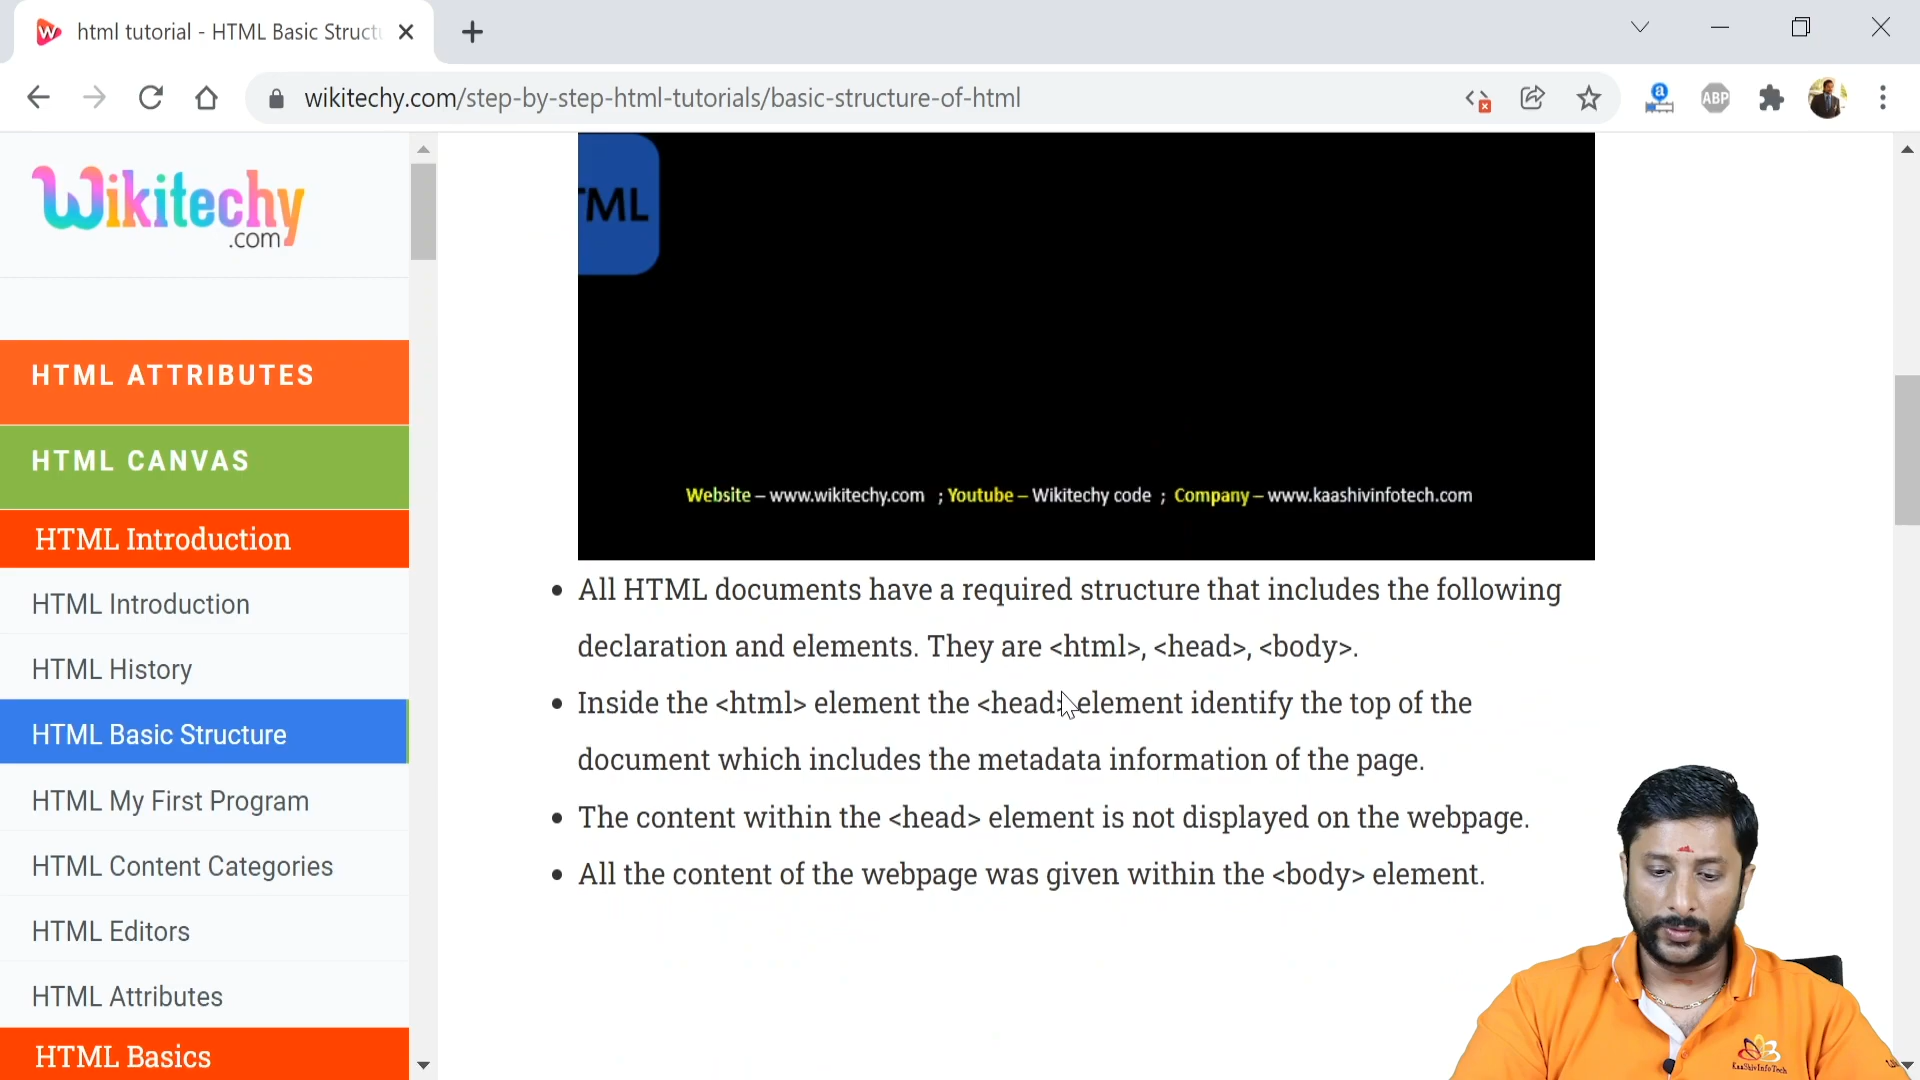 html tutorial - HTML Basic Struct
wikitechy.com/step-by-step-html-tutorials/basic-structure-of-html
a
ABP
Wikitechy
.com
HTML ATTRIBUTES
HTML CANVAS
HTML Introduction
HTML Introduction
HTML History
HTML Basic Structure
HTML My First Program
HTML Content Categories
HTML Editors
HTML Attributes
HTML Basics
TML
Website – www.wikitechy.com ; Youtube – Wikitechy code ; Company – www.kaashivinfotech.com
• All HTML documents have a required structure that includes the following
declaration and elements. They are <html>, <head>, <body>.
• Inside the <html> element the <head> element identify the top of the
document which includes the metadata information of the page.
• The content within the <head> element is not displayed on the webpage.
• All the content of the webpage was given within the <body> element.
KaaShivInfoTech